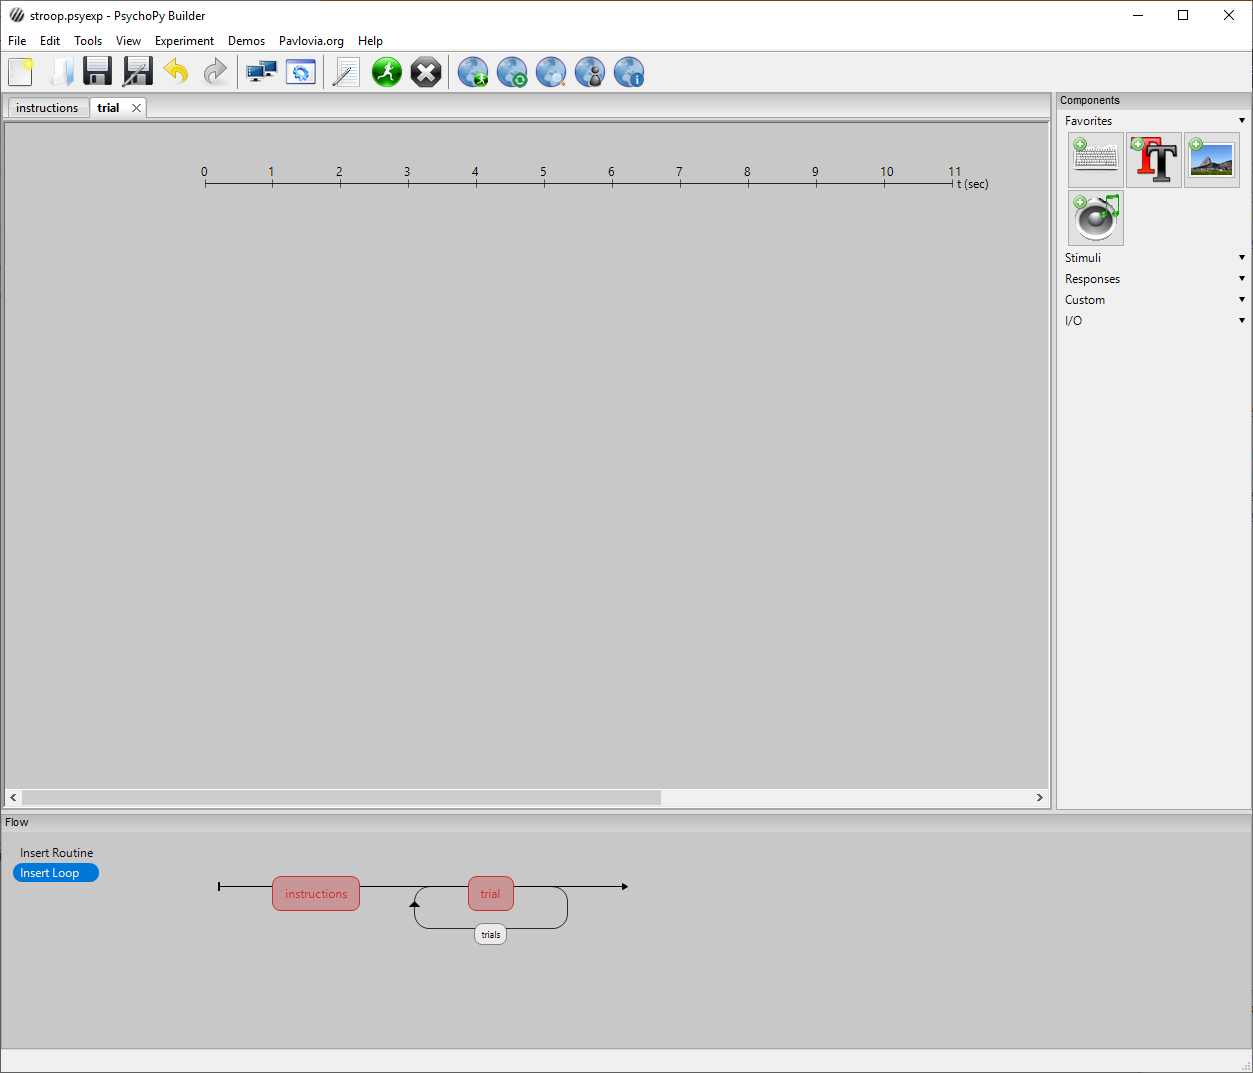 stroop.psyexp - PsychoPy Builder
File Edit Tools View Experiment Demos Pavlovia.org Help
instructions trial
Components
Favorites
0 1 2 3 4 5 6 7 8 9 10 11
t (sec)
Stimuli
Responses
Custom
I/O
Flow
Insert Routine
Insert Loop
instructions trial
trials